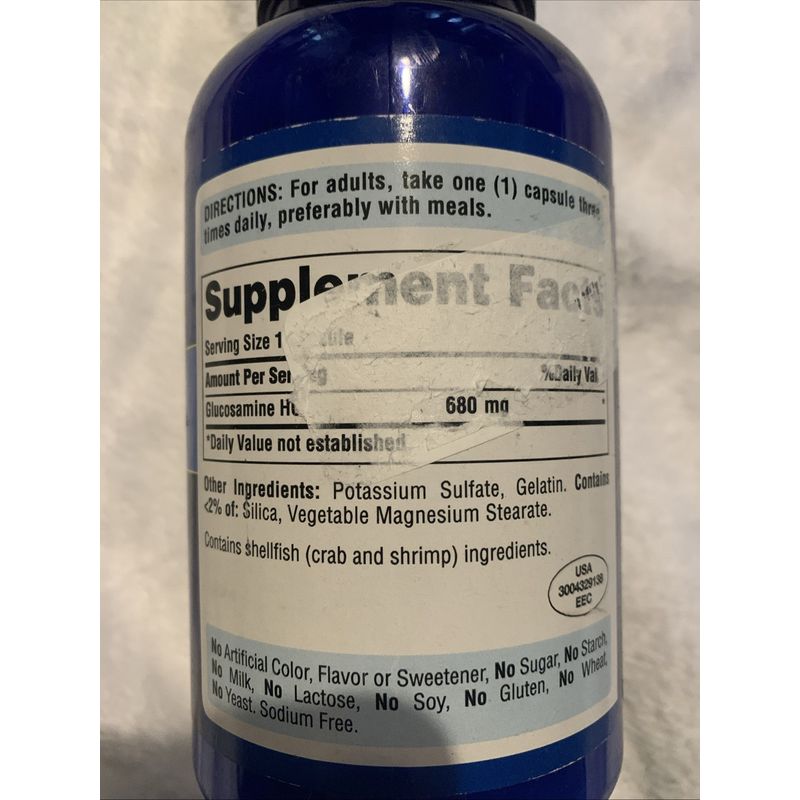 DIRECTIONS: For adults, take one (1) capsule three
times daily, preferably with meals.
Supplement Facts
Serving Size 1
Amount Per Serving %Daily Val
Glucosamine 680 mg *
*Daily Value not established
Other Ingredients: Potassium Sulfate, Gelatin. Contains
<2% of: Silica, Vegetable Magnesium Stearate.
Contains shellfish (crab and shrimp) ingredients.
USA
3004329138
EEC
No Artificial Color, Flavor or Sweetener, No Sugar, No Starch,
No Milk, No Lactose, No Soy, No Gluten, No Wheat,
No Yeast. Sodium Free.